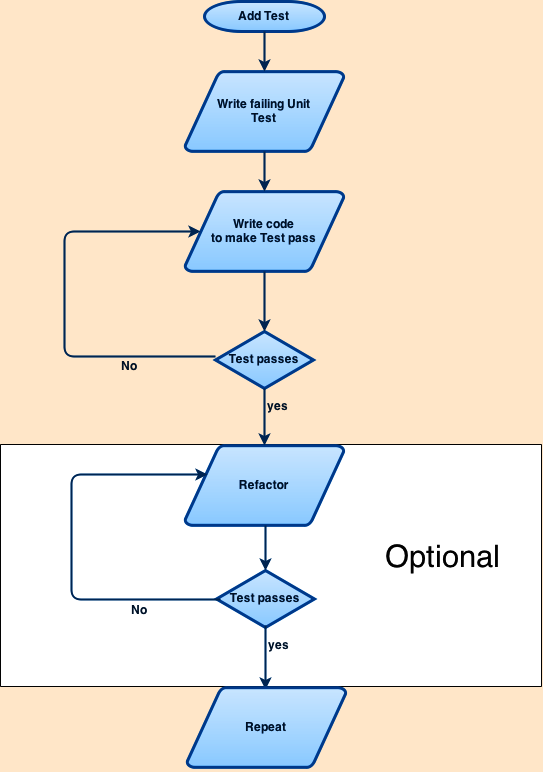 Add Test
Write failing Unit
Test
Write code
to make Test pass
Test passes
No
yes
Refactor
Optional
Test passes
No
yes
Repeat